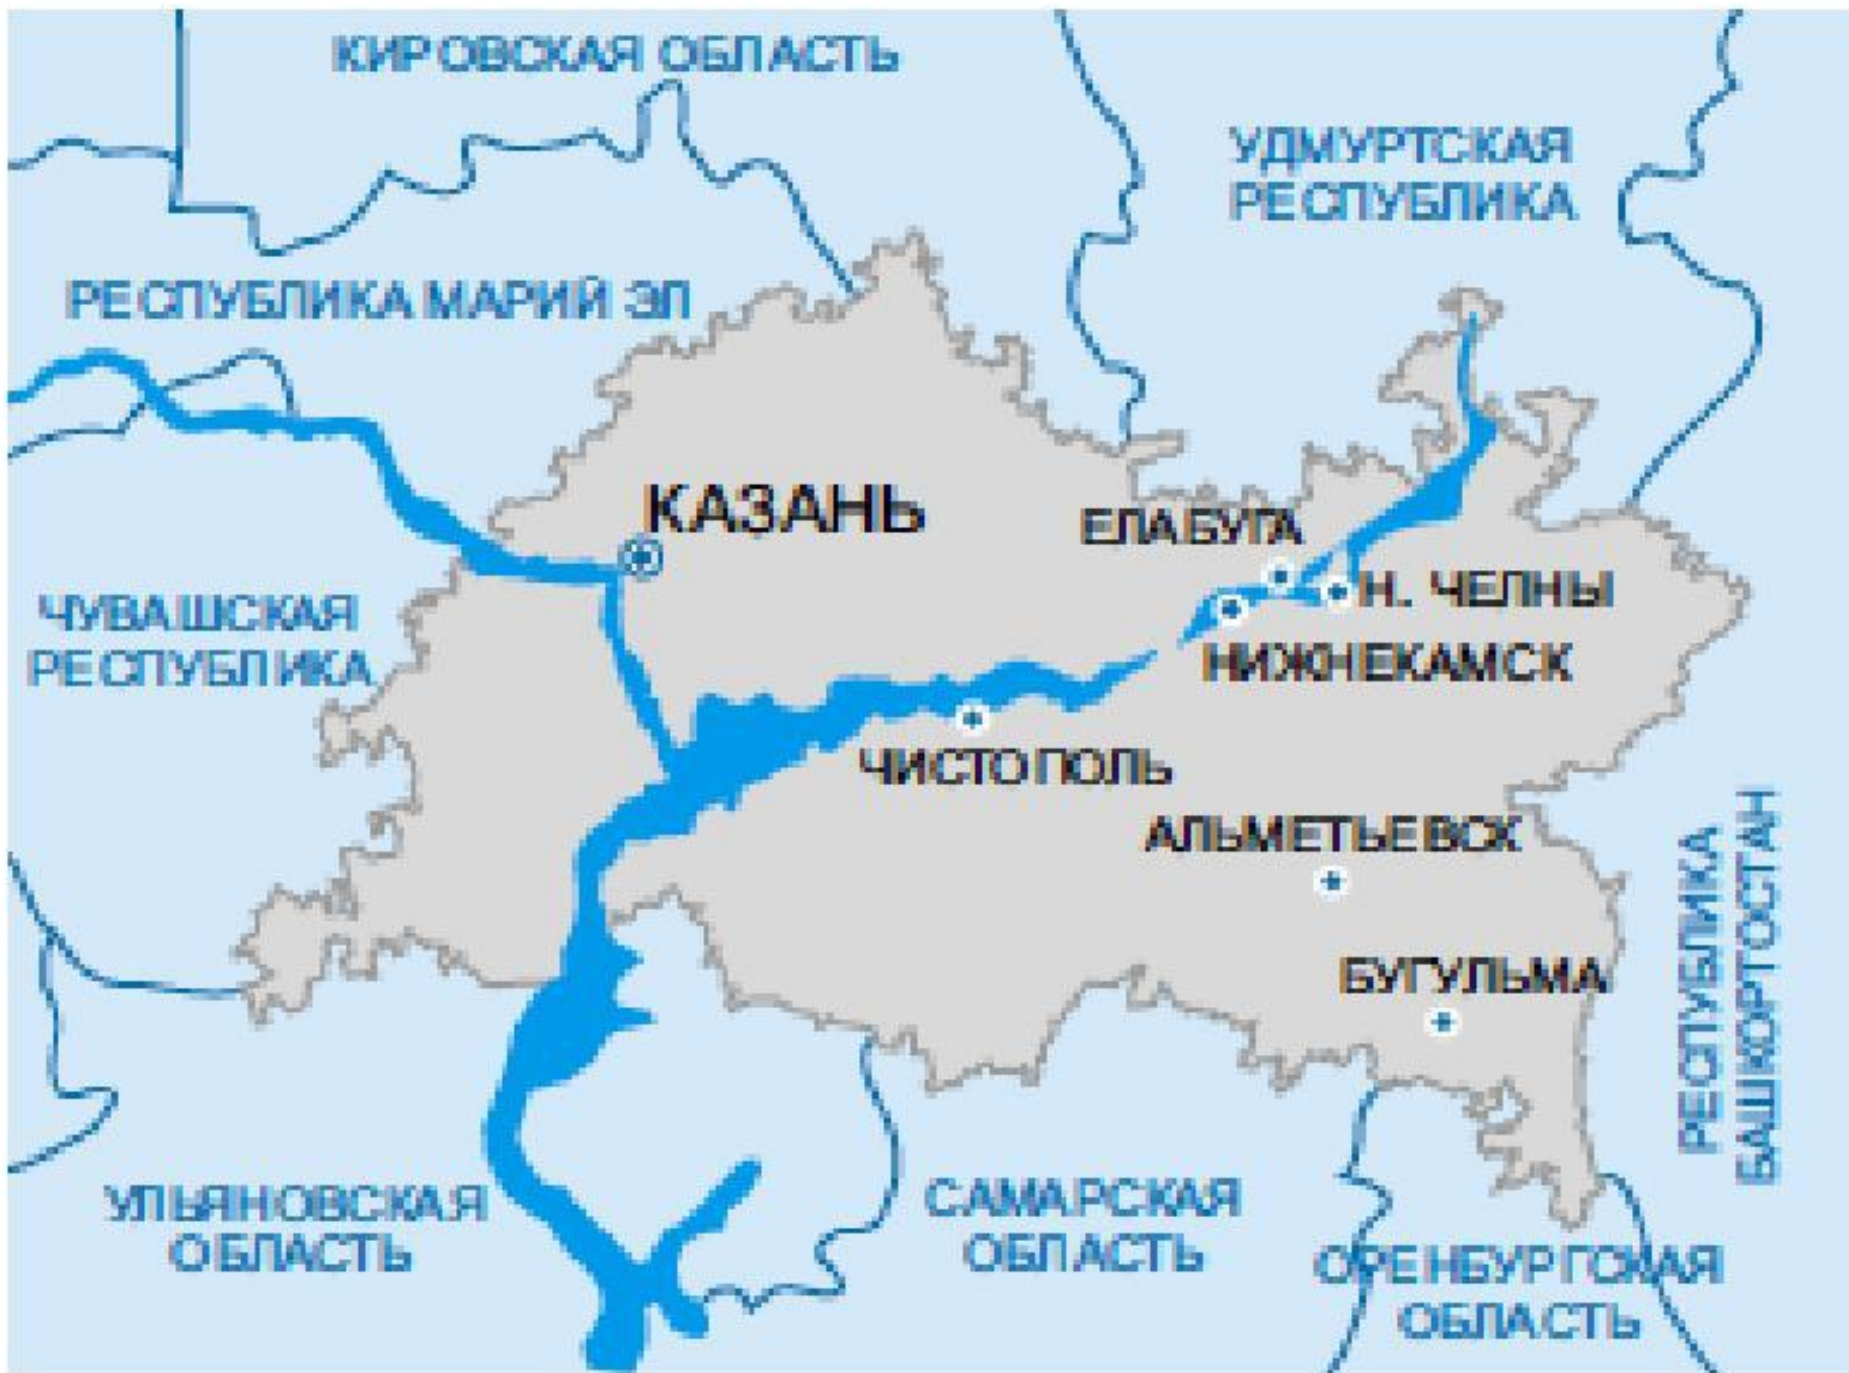 КИРОВСКАЯ ОБЛАСТЬ
УДМУРТСКАЯ
РЕСПУБЛИКА
РЕСПУБЛИКА МАРИЙ ЭЛ
КАЗАНЬ
ЕЛАБУГА
Н. ЧЕЛНЫ
ЧУВАШСКАЯ
РЕСПУБЛИКА
НИЖНЕКАМСК
ЧИСТОПОЛЬ
АЛЬМЕТЬЕВСК
БУГУЛЬМА
РЕСПУБЛИКА
БАШКОРТОСТАН
УЛЬЯНОВСКАЯ
ОБЛАСТЬ
САМАРСКАЯ
ОБЛАСТЬ
ОРЕНБУРГСКАЯ
ОБЛАСТЬ